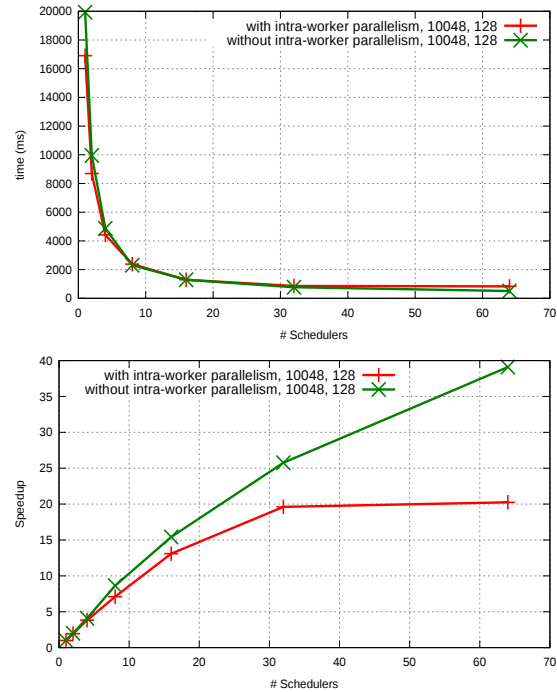 20000
18000
16000
14000
12000
10000
8000
6000
4000
2000
0
time (ms)
with intra-worker parallelism, 10048, 128
without intra-worker parallelism, 10048, 128
0 10 20 30 40 50 60 70
# Schedulers
40
35
30
25
20
15
10
5
0
Speedup
with intra-worker parallelism, 10048, 128
without intra-worker parallelism, 10048, 128
0 10 20 30 40 50 60 70
# Schedulers